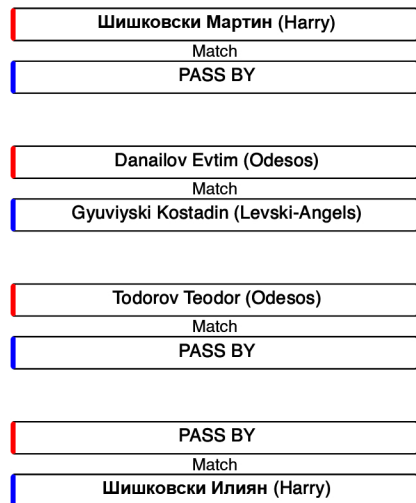 Шишковски Мартин (Harry)
Match
PASS BY
Danailov Evtim (Odesos)
Match
Gyuviyski Kostadin (Levski-Angels)
Todorov Teodor (Odesos)
Match
PASS BY
PASS BY
Match
Шишковски Илиян (Harry)